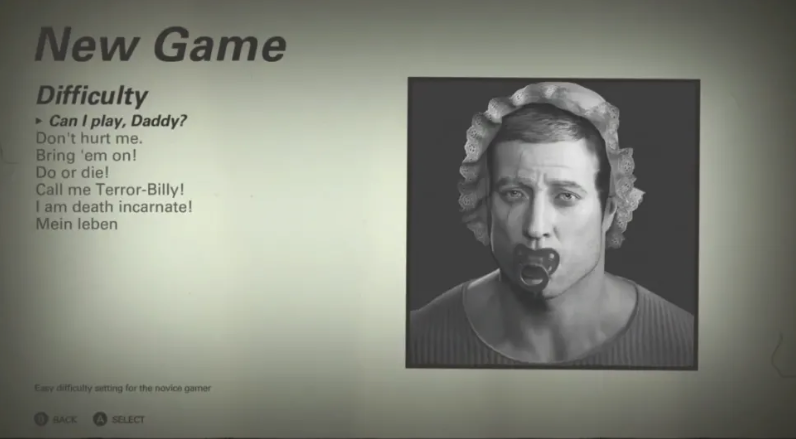 New Game
Difficulty
Can I play, Daddy?
Don't hurt me.
Bring 'em on!
Do or die!
Call me Terror-Billy!
I am death incarnate!
Mein leben
Easy difficulty setting for the novice gamer
B BACK A SELECT